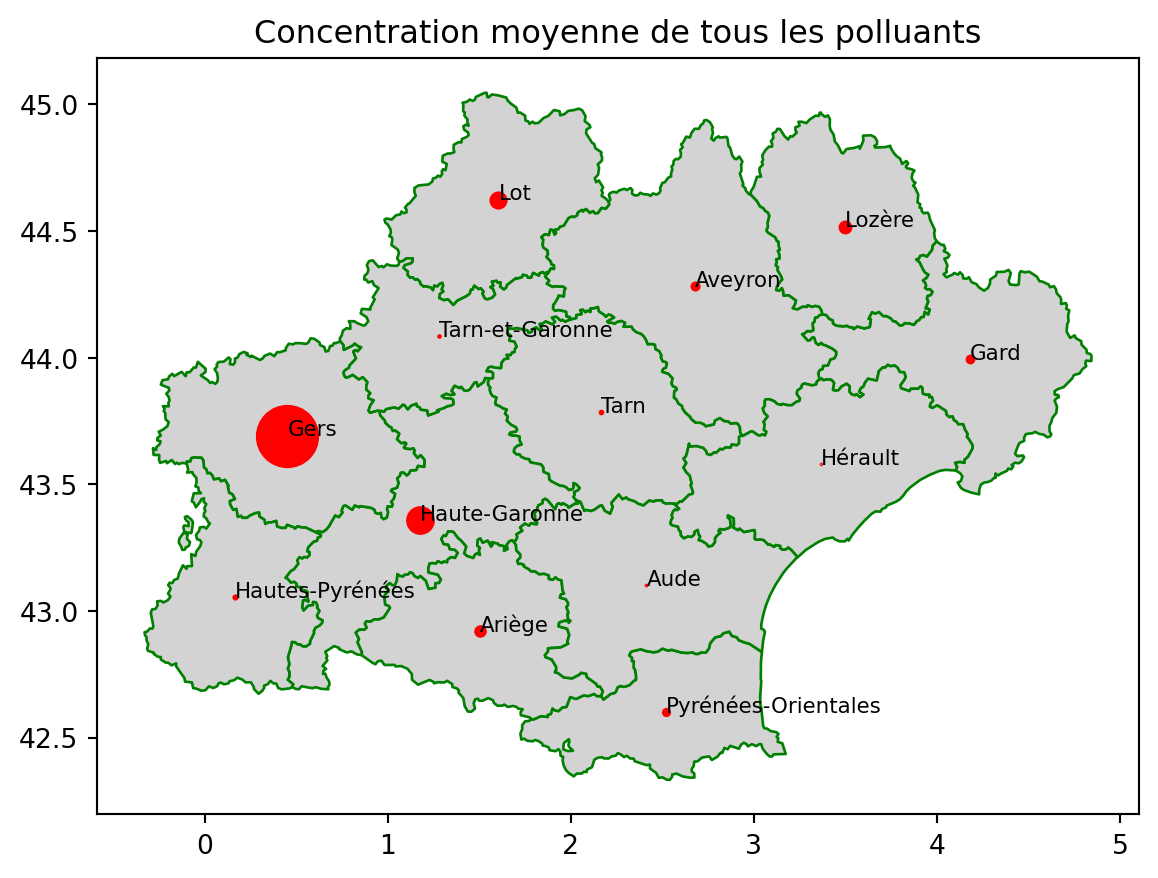 Concentration moyenne de tous les polluants
45.0
44.5
44.0
43.5
43.0
42.5
Lot
Lozère
Aveyron
Tarn-et-Garonne
Gard
Tarn
Gers
Hérault
Haute-Garonne
Aude
Hautes-Pyrénées
Ariège
Pyrénées-Orientales
0 1 2 3 4 5